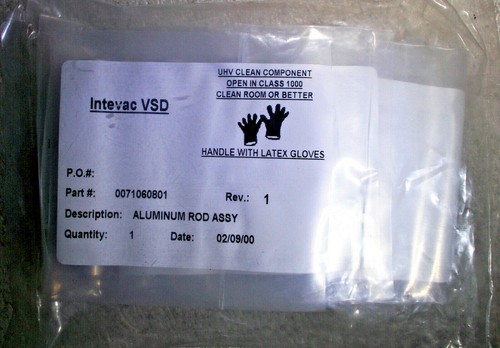 UHV CLEAN COMPONENT
OPEN IN CLASS 1000
CLEAN ROOM OR BETTER
Intevac VSD
HANDLE WITH LATEX GLOVES
P.O.#:
Part #: 0071060801 Rev.: 1
Description: ALUMINUM ROD ASSY
Quantity: 1 Date: 02/09/00